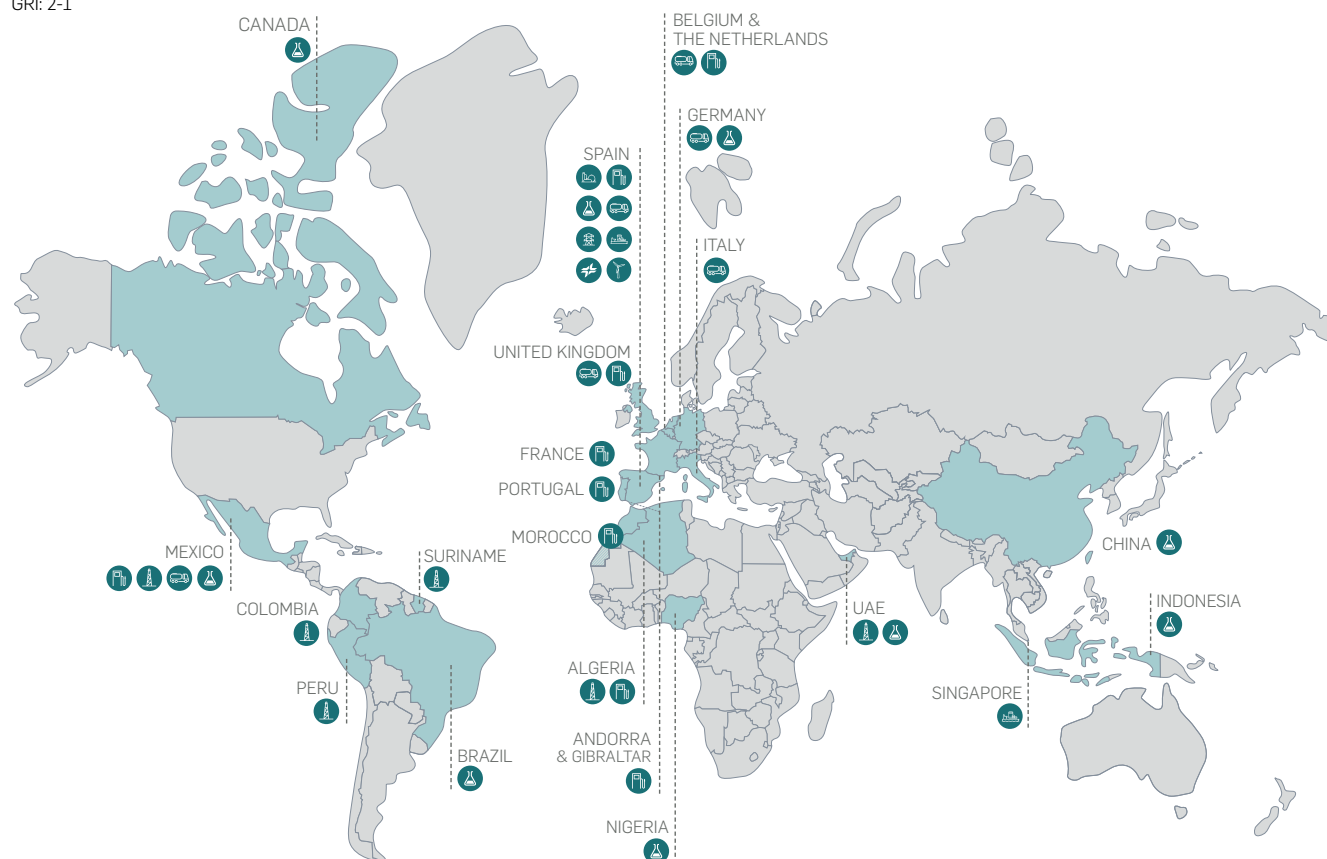 GRI: 2-1
CANADA
BELGIUM &
THE NETHERLANDS
GERMANY
SPAIN
ITALY
UNITED KINGDOM
FRANCE
PORTUGAL
MOROCCO
CHINA
MEXICO
SURINAME
COLOMBIA
UAE
INDONESIA
ALGERIA
PERU
SINGAPORE
ANDORRA
& GIBRALTAR
BRAZIL
NIGERIA